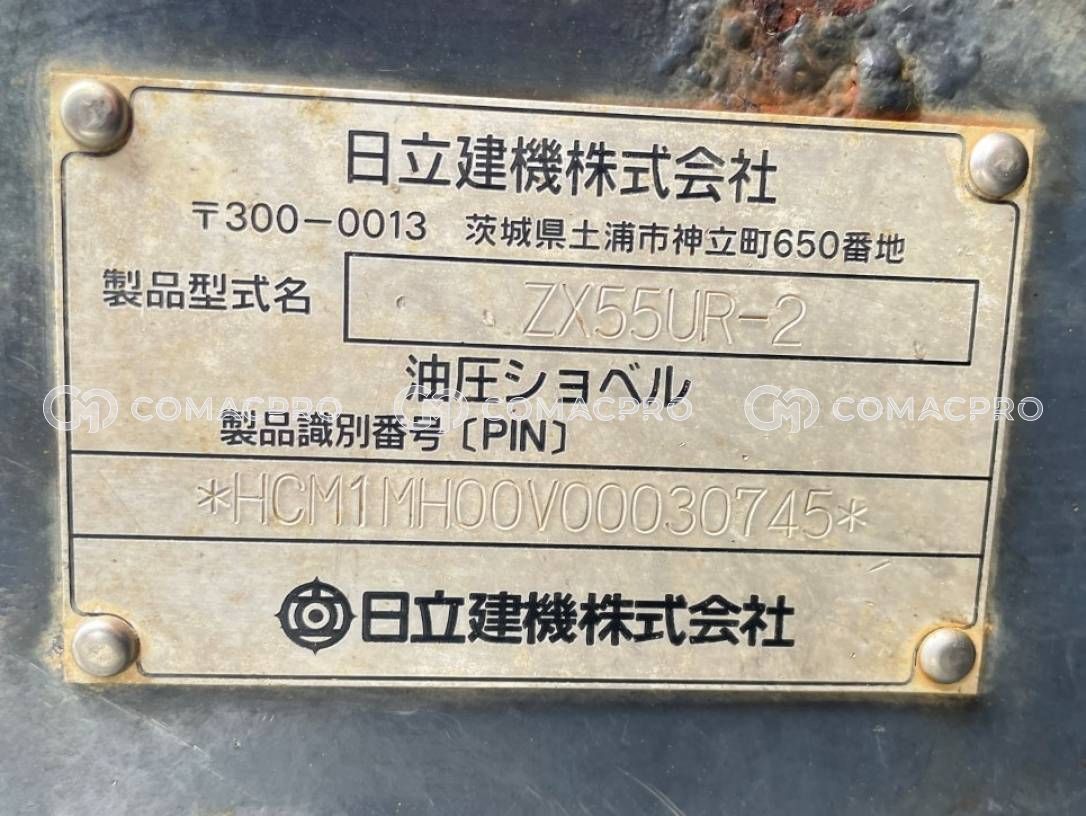 日立建機株式会社
〒300-0013 茨城県土浦市神立町650番地
製品型式名 ZX55UR-2
油圧ショベル
COMACPRO COMACPRO COMACPRO
製品識別番号〔PIN〕
*HCM1MH00V00030745*
日立建機株式会社